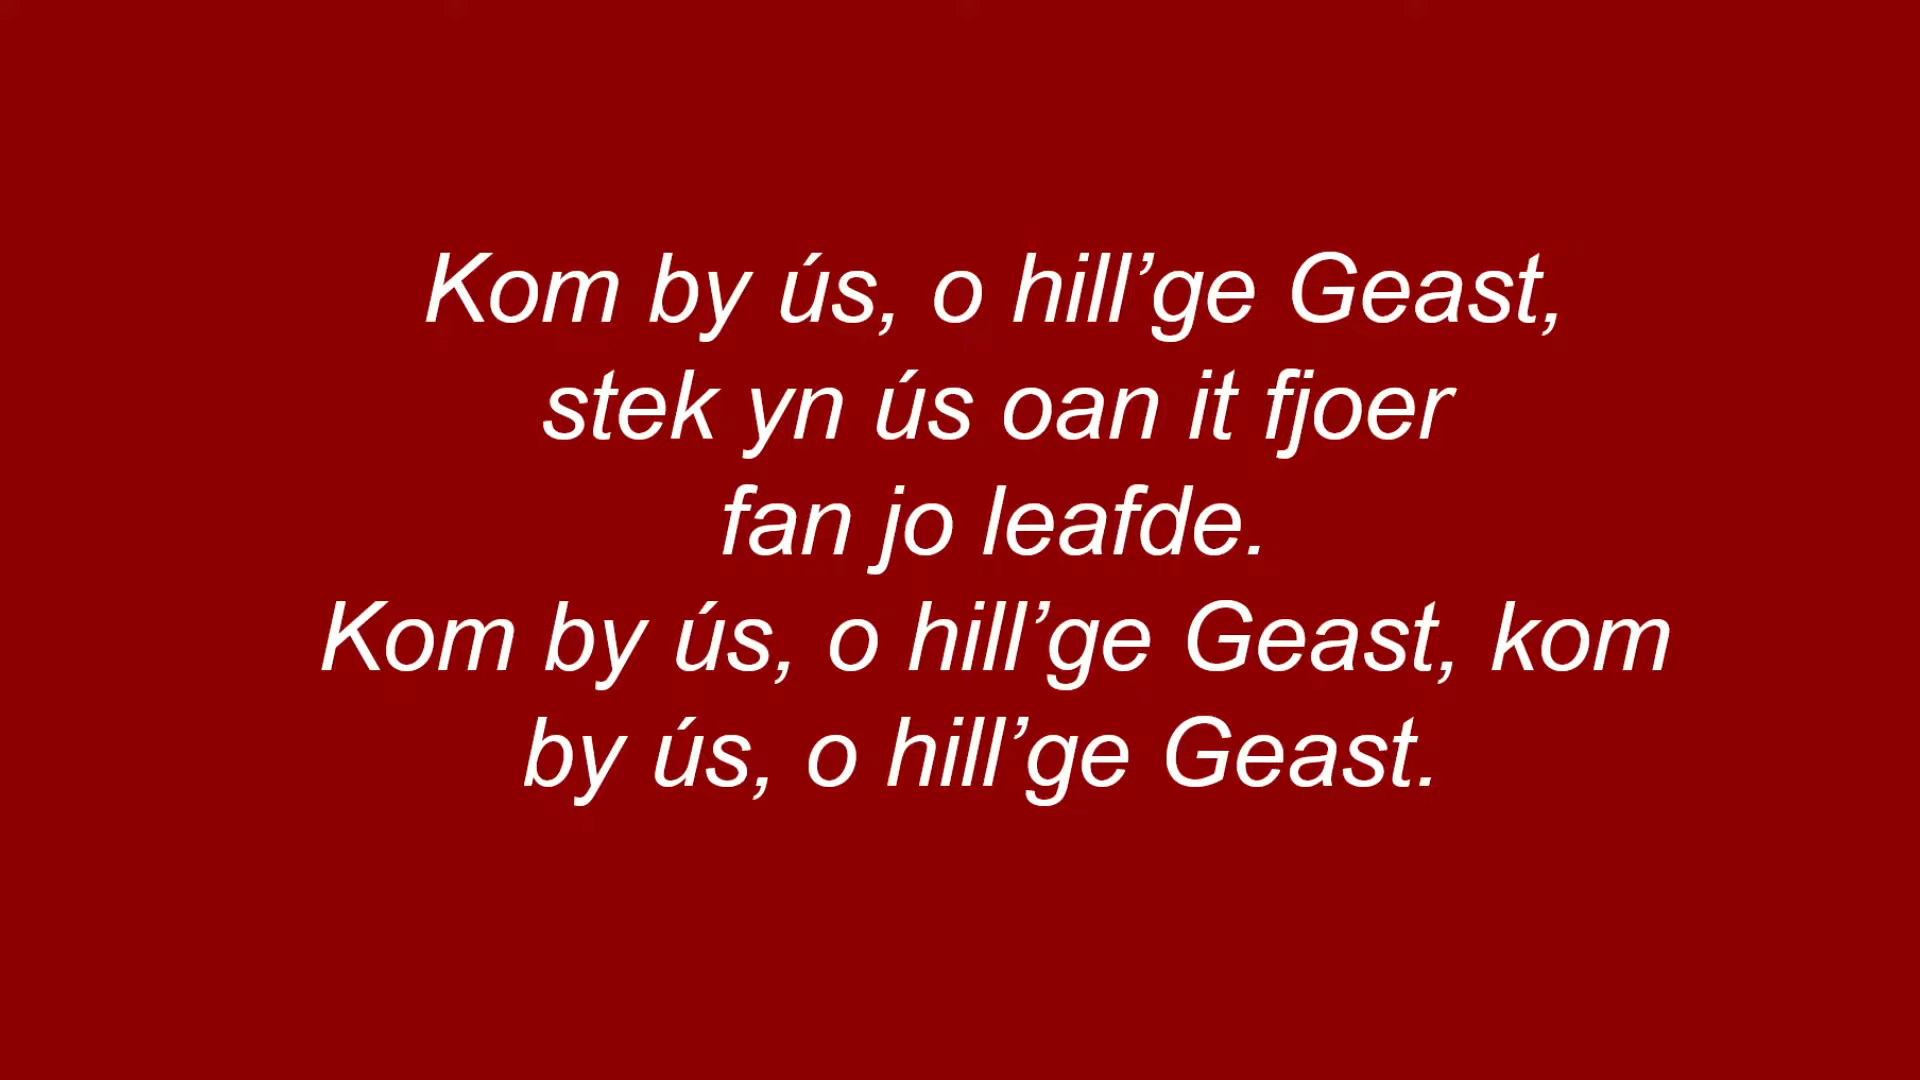 Kom by ús, o hill’ge Geast,
stek yn ús oan it fjoer
fan jo leafde.
Kom by ús, o hill’ge Geast, kom
by ús, o hill’ge Geast.